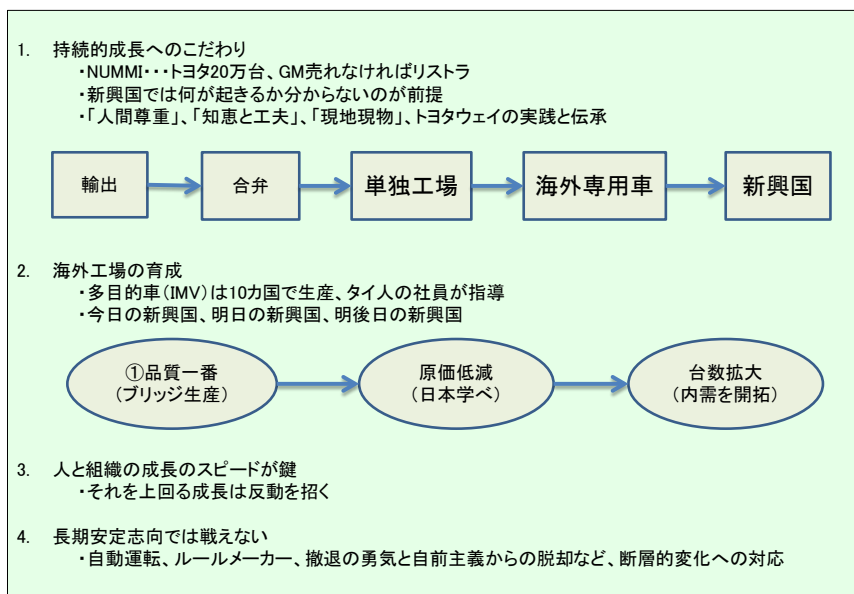 1. 持続的成長へのこだわり
・NUMMI・・・トヨタ20万台、GM売れなければリストラ
・新興国では何が起きるか分からないのが前提
・「人間尊重」、「知恵と工夫」、「現地現物」、トヨタウェイの実践と伝承
輸出
合弁
単独工場
海外専用車
新興国
2. 海外工場の育成
・多目的車(IMV)は10カ国で生産、タイ人の社員が指導
・今日の新興国、明日の新興国、明後日の新興国
①品質一番
(ブリッジ生産)
原価低減
(日本学べ)
台数拡大
(内需を開拓)
3. 人と組織の成長のスピードが鍵
・それを上回る成長は反動を招く
4. 長期安定志向では戦えない
・自動運転、ルールメーカー、撤退の勇気と自前主義からの脱却など、断層的変化への対応